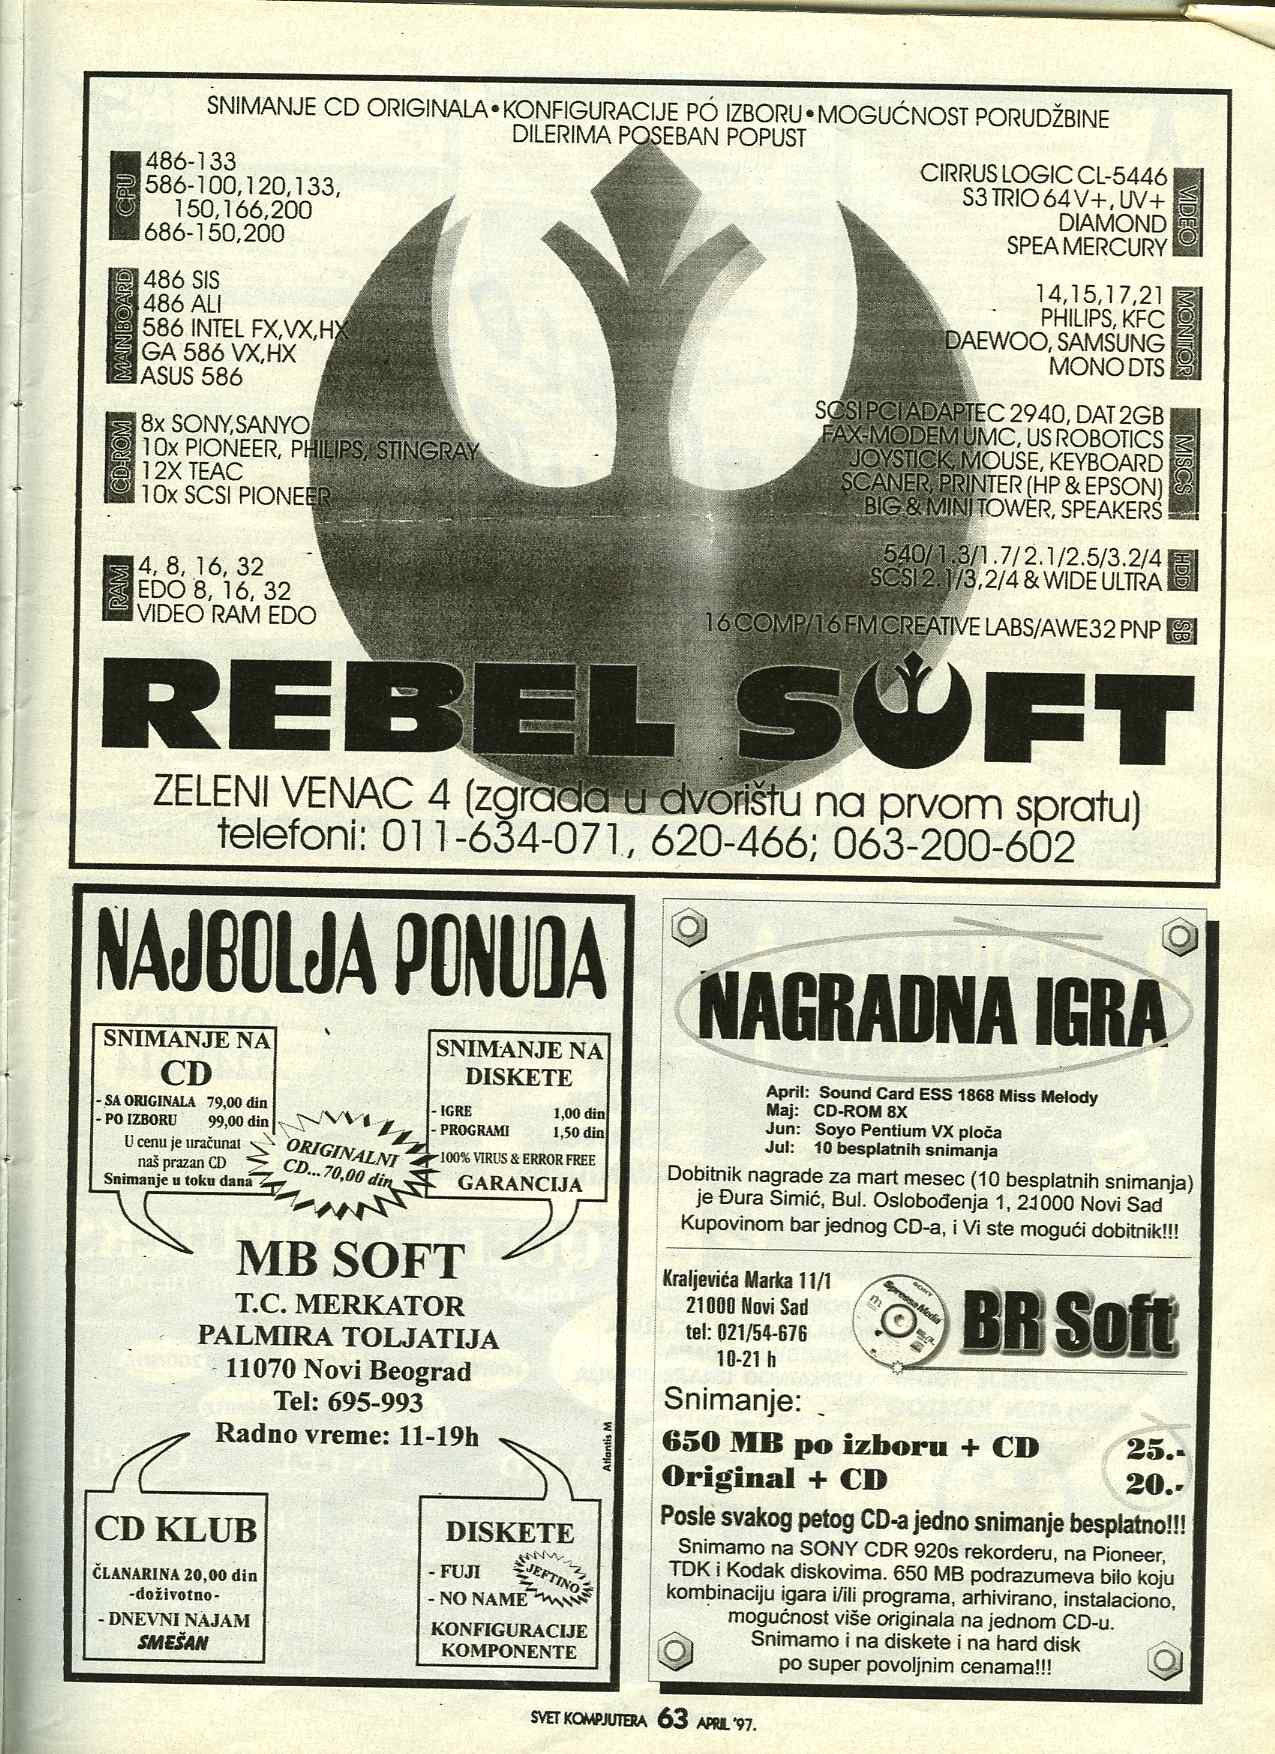 SNIMANJE CD ORIGINALA•KONFIGURACIJE PO IZBORU•MOGUĆNOST PORUDŽBINE
DILERIMA POSEBAN POPUST
CPU
486-133
586-100,120,133,
150,166,200
686-150,200
MAINBOARD
486 SIS
486 ALI
586 INTEL FX,VX,HX
GA 586 VX,HX
ASUS 586
CD-ROM
8x SONY,SANYO
10x PIONEER, PHILIPS, STINGRAY
12X TEAC
10x SCSI PIONEER
RAM
4, 8, 16, 32
EDO 8, 16, 32
VIDEO RAM EDO
CIRRUS LOGIC CL-5446
S3 TRIO 64 V+, UV+
DIAMOND
SPEA MERCURY
VIDEO
14,15,17,21
PHILIPS, KFC
DAEWOO, SAMSUNG
MONO DTS
MONITOR
SCSI PCI ADAPTEC 2940, DAT 2GB
FAX-MODEM UMC, US ROBOTICS
JOYSTICK, MOUSE, KEYBOARD
SCANER, PRINTER (HP & EPSON)
BIG & MINI TOWER, SPEAKERS
MISC'S
540/1.3/1.7/2.1/2.5/3.2/4
SCSI 2.1/3,2/4 & WIDE ULTRA
HDD
16 COMP/16 FM CREATIVE LABS/AWE32 PNP
SB
REBEL SOFT
ZELENI VENAC 4 (zgrada u dvorištu na prvom spratu)
telefoni: 011-634-071, 620-466; 063-200-602
NAJBOLJA PONUDA
SNIMANJE NA
CD
- SA ORIGINALA 79,00 din
- PO IZBORU 99,00 din
U cenu je uračunat
naš prazan CD
Snimanje u toku dana
ORIGINALNI
CD...70,00 din
SNIMANJE NA
DISKETE
- IGRE 1,00 din
- PROGRAMI 1,50 din
100% VIRUS & ERROR FREE
GARANCIJA
MB SOFT
T.C. MERKATOR
PALMIRA TOLJATIJA
11070 Novi Beograd
Tel: 695-993
Radno vreme: 11-19h
Atlantis M
CD KLUB
ČLANARINA 20,00 din
-doživotno-
- DNEVNI NAJAM
SMEŠAN
DISKETE
- FUJI
- NO NAME
JEFTINO
KONFIGURACIJE
KOMPONENTE
NAGRADNA IGRA
April: Sound Card ESS 1868 Miss Melody
Maj: CD-ROM 8X
Jun: Soyo Pentium VX ploča
Jul: 10 besplatnih snimanja
Dobitnik nagrade za mart mesec (10 besplatnih snimanja)
je Đura Simić, Bul. Oslobođenja 1, 21000 Novi Sad
Kupovinom bar jednog CD-a, i Vi ste mogući dobitnik!!!
Kraljevića Marka 11/1
21000 Novi Sad
tel: 021/54-676
10-21 h
SONY
BR Soft
Snimanje:
650 MB po izboru + CD 25.-
Original + CD 20.-
Posle svakog petog CD-a jedno snimanje besplatno!!!
Snimamo na SONY CDR 920s rekorderu, na Pioneer,
TDK i Kodak diskovima. 650 MB podrazumeva bilo koju
kombinaciju igara i/ili programa, arhivirano, instalaciono,
mogućnost više originala na jednom CD-u.
Snimamo i na diskete i na hard disk
po super povoljnim cenama!!!
SVET KOMPJUTERA 63 APRIL '97.